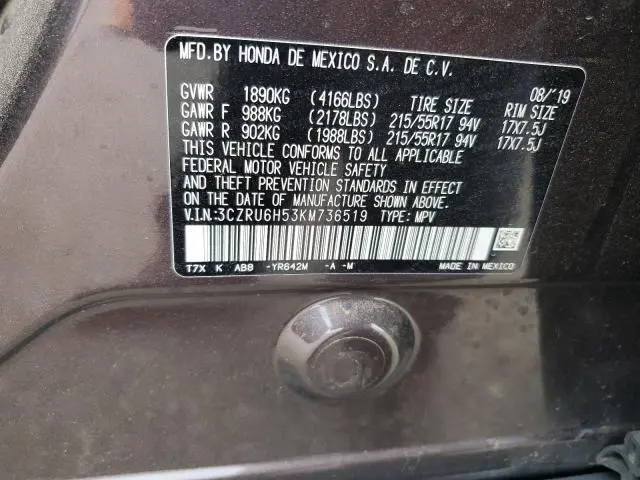 MFD.BY HONDA DE MEXICO S.A. DE C.V.
08/'19
GVWR 1890KG (4166LBS) TIRE SIZE RIM SIZE
GAWR F 988KG (2178LBS) 215/55R17 94V 17X7.5J
GAWR R 902KG (1988LBS) 215/55R17 94V 17X7.5J
THIS VEHICLE CONFORMS TO ALL APPLICABLE
FEDERAL MOTOR VEHICLE SAFETY
AND THEFT PREVENTION STANDARDS IN EFFECT
ON THE DATE OF MANUFACTURE SHOWN ABOVE.
V.I.N:3CZRU6H53KM736519 TYPE: MPV
T7X K AB8 -YR642M -A -M MADE IN MEXICO